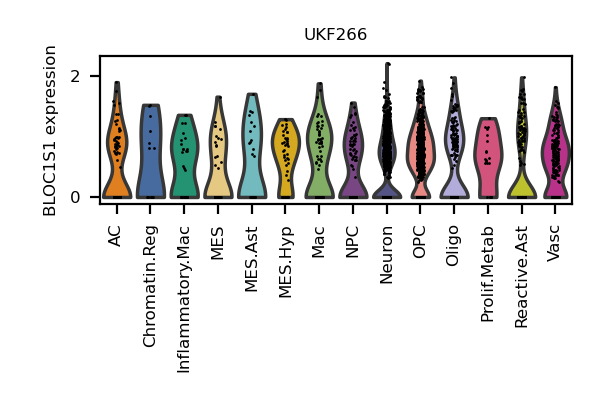 UKF266
BLOC1S1 expression
2
0
AC
Chromatin.Reg
Inflammatory.Mac
MES
MES.Ast
MES.Hyp
Mac
NPC
Neuron
OPC
Oligo
Prolif.Metab
Reactive.Ast
Vasc